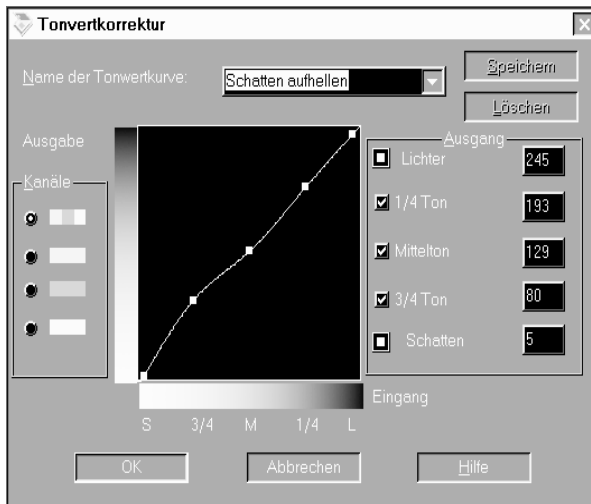 Tonvertkorrektur
Name der Tonwertkurve:
Schatten aufhellen
Speichern
Löschen
Ausgabe
Ausgang
Kanäle
Lichter 245
1/4 Ton 193
Mittelton 129
3/4 Ton 80
Schatten 5
Eingang
S 3/4 M 1/4 L
OK Abbrechen Hilfe